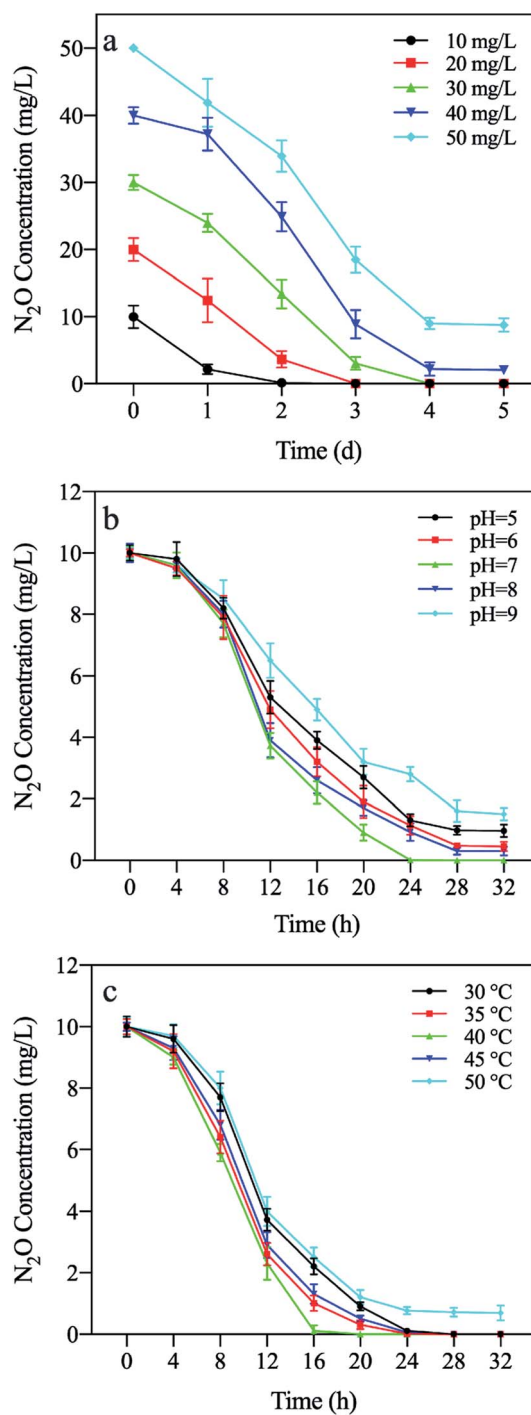 a
10 mg/L
20 mg/L
30 mg/L
40 mg/L
50 mg/L
50
40
30
20
10
0
N₂O Concentration (mg/L)
0 1 2 3 4 5
Time (d)
b
pH=5
pH=6
pH=7
pH=8
pH=9
12
10
8
6
4
2
0
N₂O Concentration (mg/L)
0 4 8 12 16 20 24 28 32
Time (h)
c
30 °C
35 °C
40 °C
45 °C
50 °C
12
10
8
6
4
2
0
N₂O Concentration (mg/L)
0 4 8 12 16 20 24 28 32
Time (h)